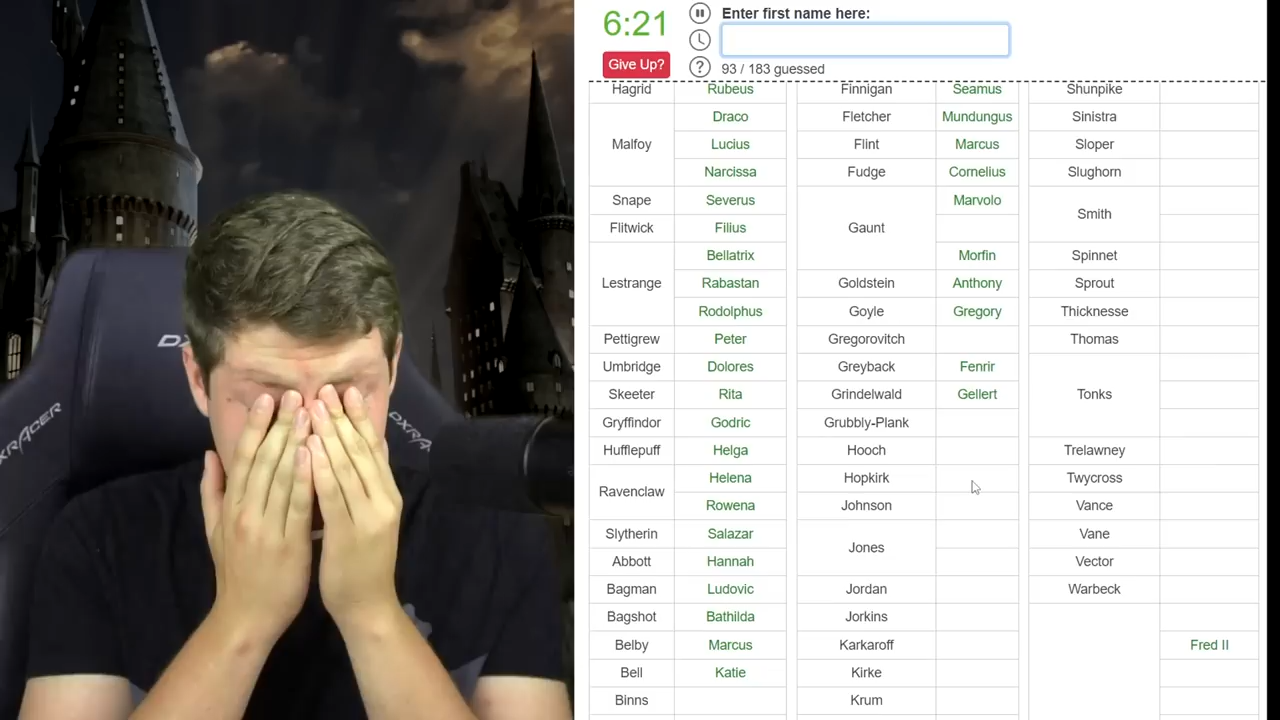 6:21
Give Up?
Enter first name here:
93 / 183 guessed
Hagrid Rubeus Finnigan Seamus Shunpike
Draco Fletcher Mundungus Sinistra
Malfoy Lucius Flint Marcus Sloper
Narcissa Fudge Cornelius Slughorn
Snape Severus Marvolo
Smith
Flitwick Filius Gaunt
Bellatrix Morfin Spinnet
Lestrange Rabastan Goldstein Anthony Sprout
Rodolphus Goyle Gregory Thicknesse
Pettigrew Peter Gregorovitch Thomas
Umbridge Dolores Greyback Fenrir
Skeeter Rita Grindelwald Gellert Tonks
Gryffindor Godric Grubbly-Plank
Hufflepuff Helga Hooch Trelawney
Helena Hopkirk Twycross
Ravenclaw
Rowena Johnson Vance
Slytherin Salazar Vane
Jones
Abbott Hannah Vector
Bagman Ludovic Jordan Warbeck
Bagshot Bathilda Jorkins
Belby Marcus Karkaroff Fred II
Bell Katie Kirke
Binns Krum
DX
DXRACER
DXRA